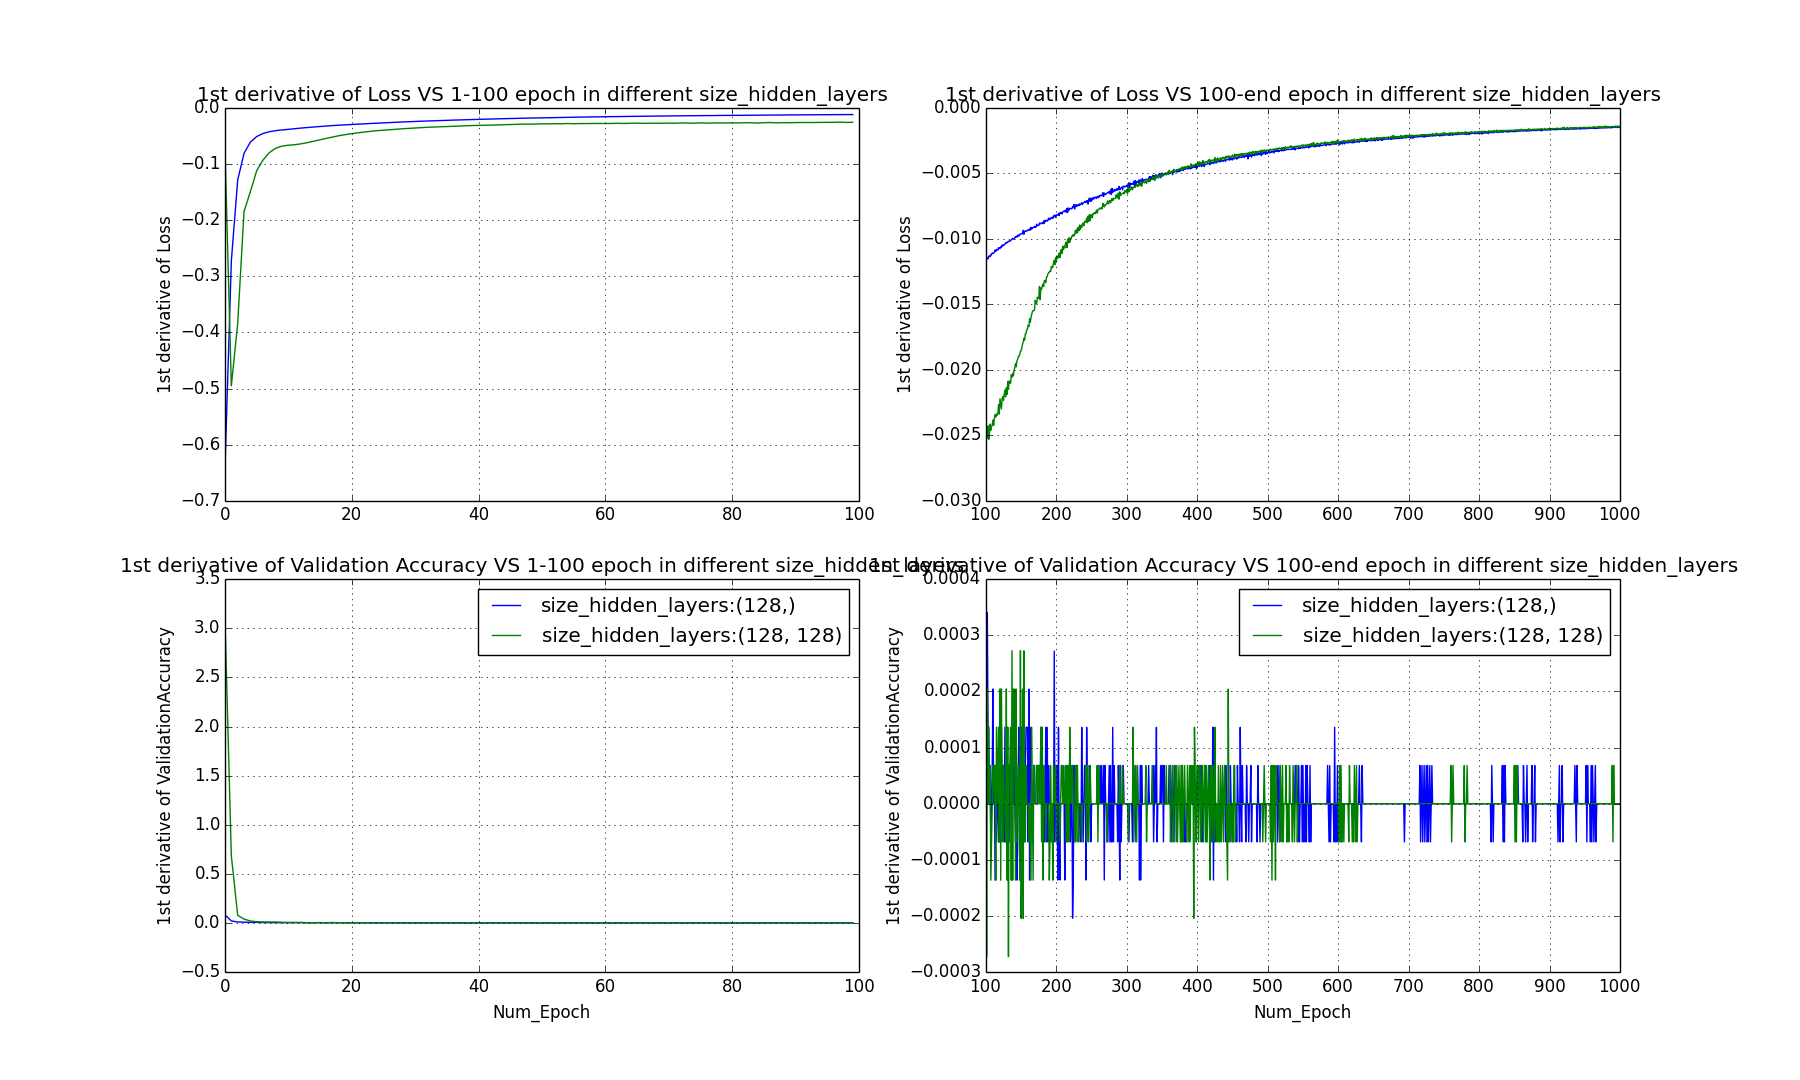 1st derivative of Loss VS 1-100 epoch in different size_hidden_layers
0.0
−0.1
−0.2
−0.3
−0.4
−0.5
−0.6
−0.7
1st derivative of Loss
0 20 40 60 80 100
1st derivative of Loss VS 100-end epoch in different size_hidden_layers
0.000
−0.005
−0.010
−0.015
−0.020
−0.025
−0.030
1st derivative of Loss
100 200 300 400 500 600 700 800 900 1000
1st derivative of Validation Accuracy VS 1-100 epoch in different size_hidden_layers
3.5
3.0
2.5
2.0
1.5
1.0
0.5
0.0
−0.5
1st derivative of ValidationAccuracy
size_hidden_layers:(128,)
size_hidden_layers:(128, 128)
0 20 40 60 80 100
Num_Epoch
1st derivative of Validation Accuracy VS 100-end epoch in different size_hidden_layers
0.0004
0.0003
0.0002
0.0001
0.0000
−0.0001
−0.0002
−0.0003
1st derivative of ValidationAccuracy
size_hidden_layers:(128,)
size_hidden_layers:(128, 128)
100 200 300 400 500 600 700 800 900 1000
Num_Epoch